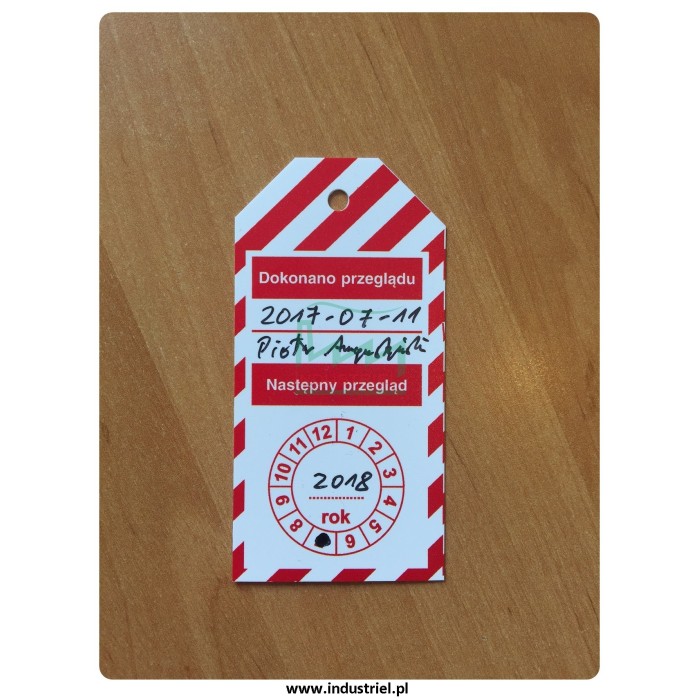 Dokonano przeglądu
2017-07-11
Piotr
Następny przegląd
12 1 2 3 4 5 6 8 9 10 11
2018
rok
www.industriel.pl